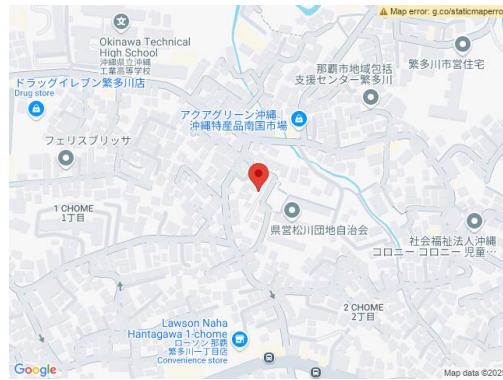 Map error: g.co/staticmaperro
Okinawa Technical
High School
沖縄県立沖縄
工業高等学校
繁多川市営住宅
那覇市地域包括
支援センター繁多川
ドラッグイレブン繁多川店
Drug store
アクアグリーン沖縄
沖縄特産品南国市場
フェリスブリッサ
1 CHOME
1丁目
県営松川団地自治会
社会福祉法人沖縄
コロニー コロニー 児童…
2 CHOME
2丁目
Lawson Naha
Hantagawa 1-chome
ローソン 那覇
繁多川一丁目店
Convenience store
Google
Map data ©202